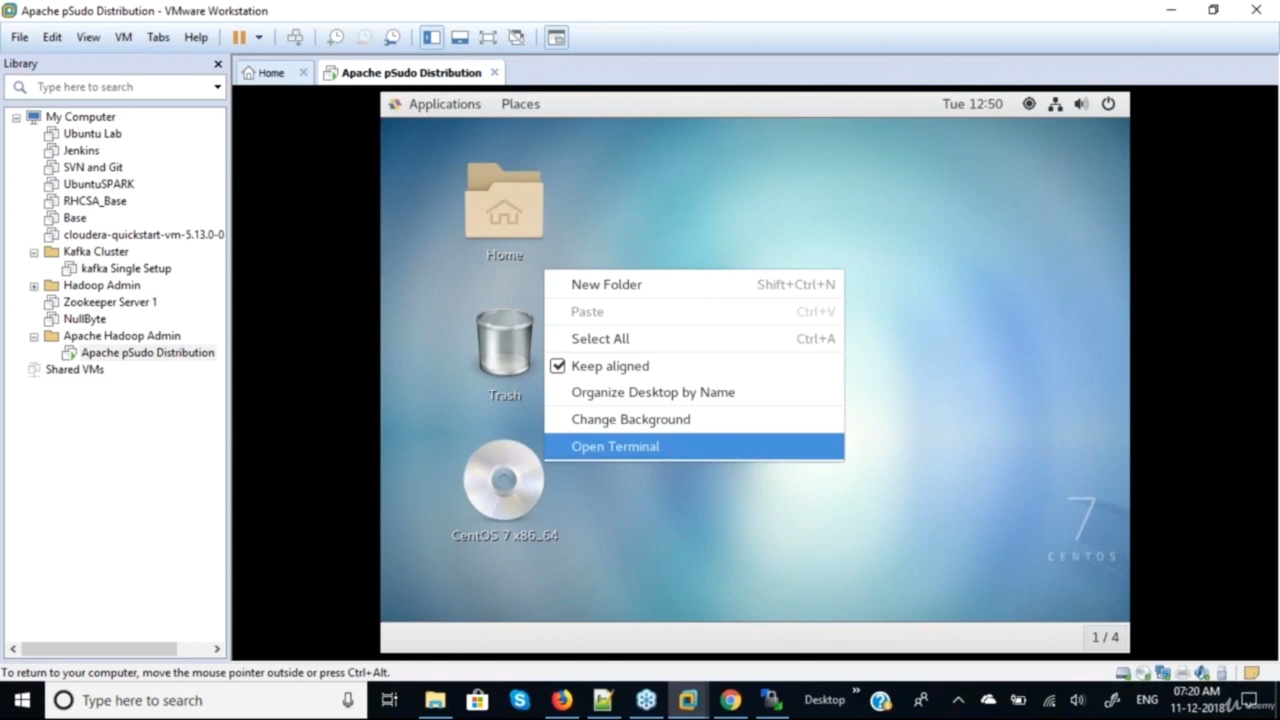 Apache pSudo Distribution - VMware Workstation
File Edit View VM Tabs Help
Library
Type here to search
My Computer
Ubuntu Lab
Jenkins
SVN and Git
UbuntuSPARK
RHCSA_Base
Base
cloudera-quickstart-vm-5.13.0-0
Kafka Cluster
kafka Single Setup
Hadoop Admin
Zookeeper Server 1
NullByte
Apache Hadoop Admin
Apache pSudo Distribution
Shared VMs
Home Apache pSudo Distribution
Applications Places Tue 12:50
Home
Trash
CentOS 7 x86_64
New Folder Shift+Ctrl+N
Paste Ctrl+V
Select All Ctrl+A
Keep aligned
Organize Desktop by Name
Change Background
Open Terminal
7
CENTOS
1 / 4
To return to your computer, move the mouse pointer outside or press Ctrl+Alt.
Type here to search
Desktop
ENG
07:20 AM
11-12-2018
Udemy